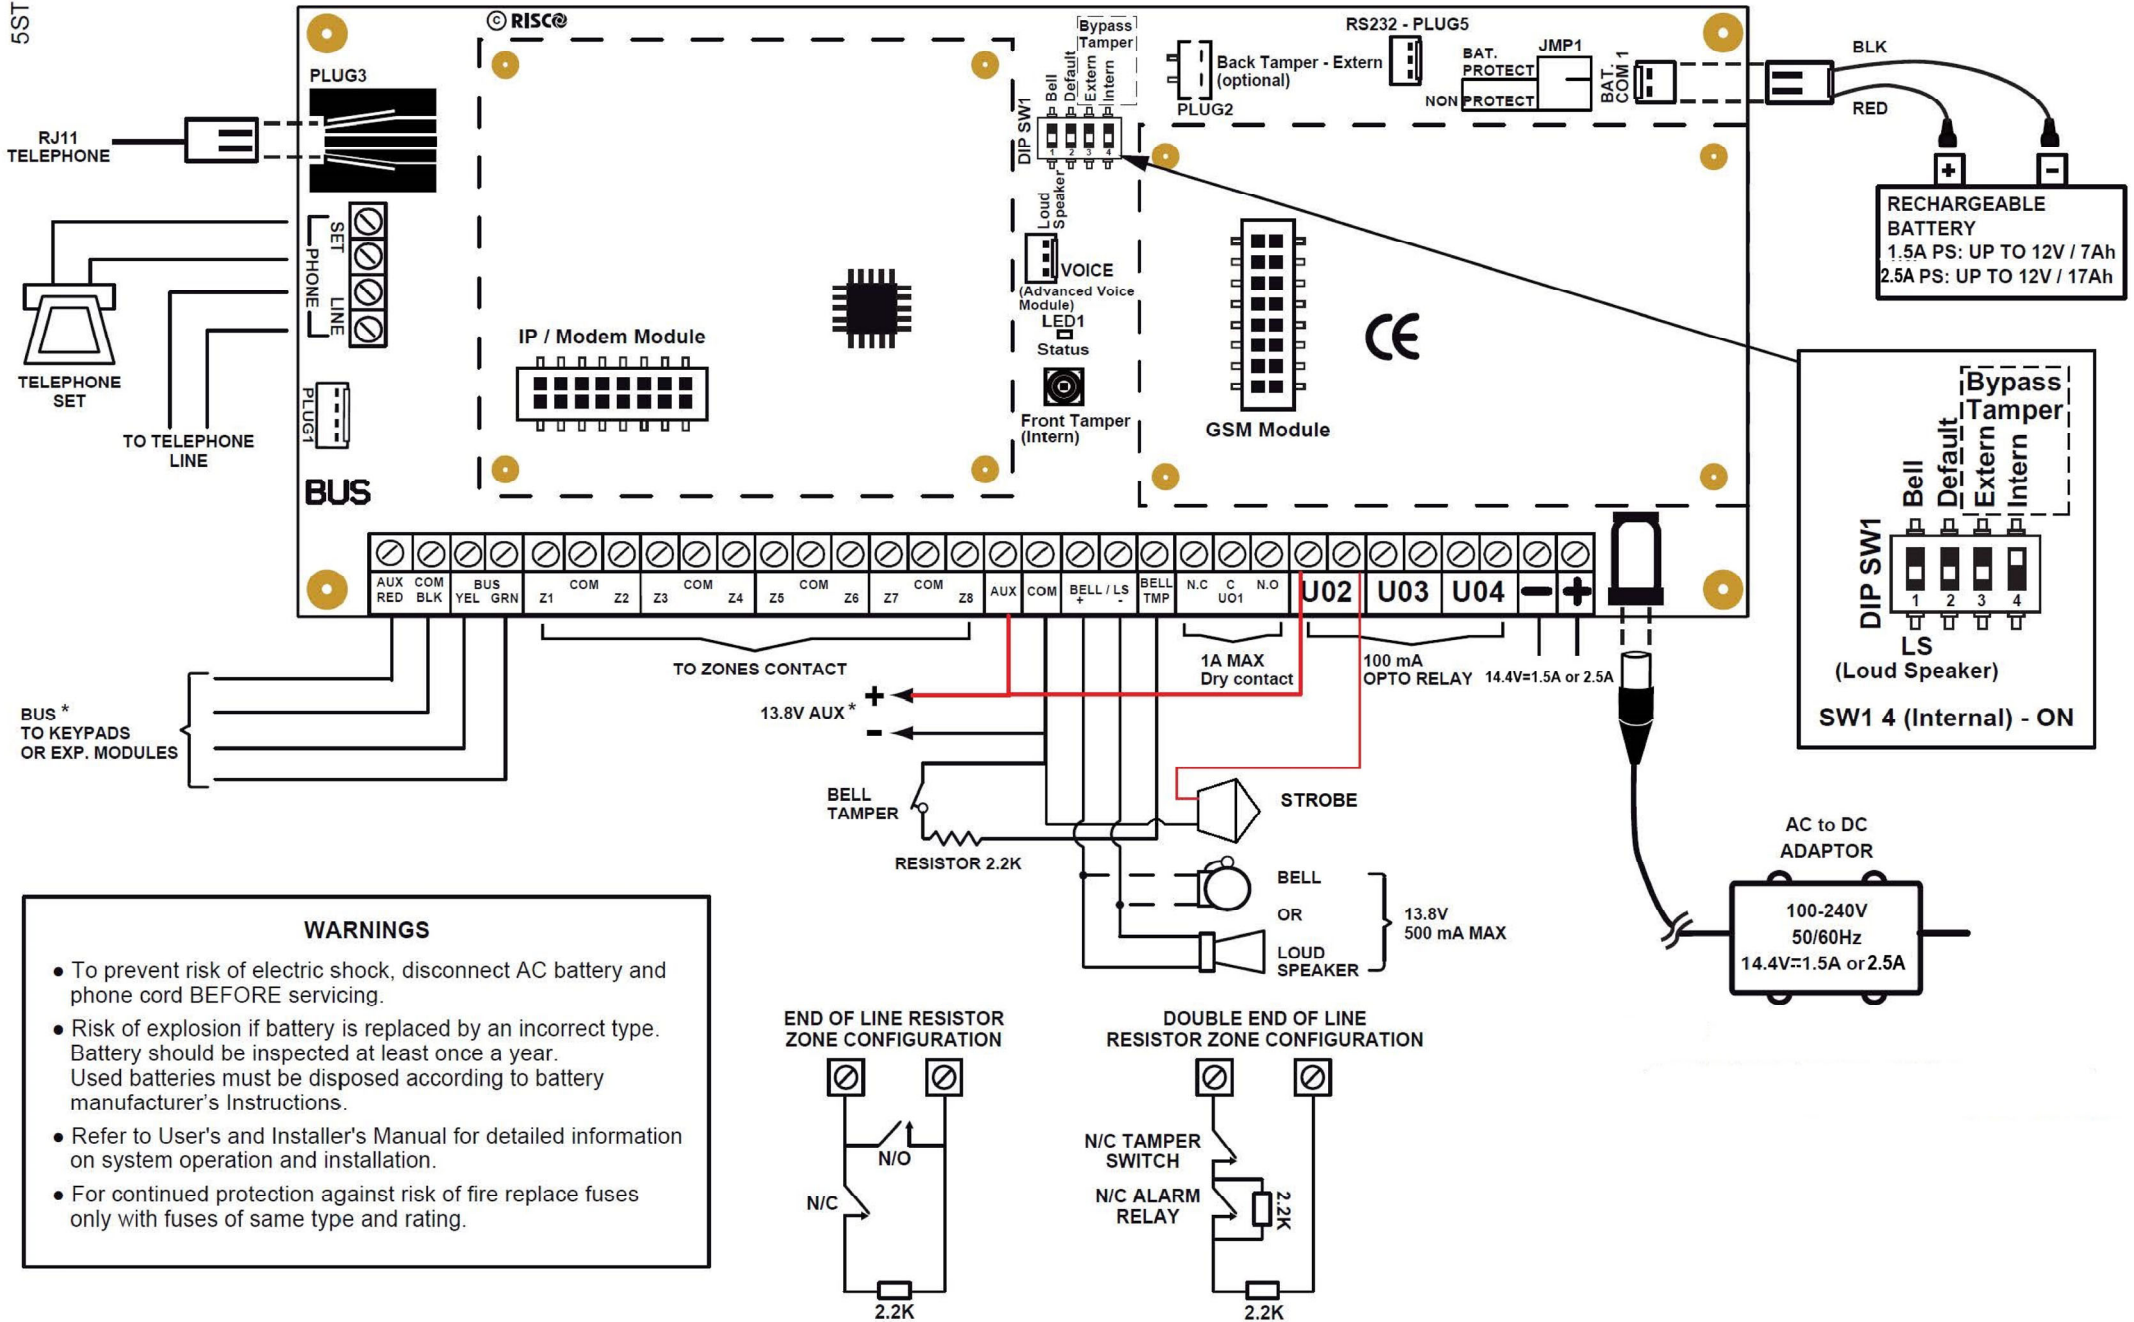 5ST
© RISCO
PLUG3
RJ11
TELEPHONE
SET
PHONE
LINE
TELEPHONE
SET
TO TELEPHONE
LINE
PLUG1
BUS
IP / Modem Module
Bypass
Tamper
Bell
Default
Extern
Intern
DIP SW1
1 2 3 4
Loud
Speaker
VOICE
(Advanced Voice
Module)
LED1
Status
Front Tamper
(Intern)
Back Tamper - Extern
(optional)
PLUG2
RS232 - PLUG5
BAT.
PROTECT
NON PROTECT
JMP1
BAT.
COM 1
BLK
RED
+ -
RECHARGEABLE
BATTERY
1.5A PS: UP TO 12V / 7Ah
2.5A PS: UP TO 12V / 17Ah
GSM Module
CE
Bypass
Tamper
Bell
Default
Extern
Intern
DIP SW1
1 2 3 4
LS
(Loud Speaker)
SW1 4 (Internal) - ON
AUX RED
COM BLK
BUS
YEL GRN
COM
Z1 Z2
COM
Z3 Z4
COM
Z5 Z6
COM
Z7 Z8
AUX
COM
BELL / LS
+ -
BELL
TMP
N.C C N.O
UO1
U02
U03
U04
- +
TO ZONES CONTACT
1A MAX
Dry contact
100 mA
OPTO RELAY
14.4V=1.5A or 2.5A
BUS *
TO KEYPADS
OR EXP. MODULES
+
13.8V AUX *
-
BELL
TAMPER
RESISTOR 2.2K
STROBE
BELL
OR
LOUD
SPEAKER
13.8V
500 mA MAX
AC to DC
ADAPTOR
100-240V
50/60Hz
14.4V=1.5A or 2.5A
WARNINGS
● To prevent risk of electric shock, disconnect AC battery and
phone cord BEFORE servicing.
● Risk of explosion if battery is replaced by an incorrect type.
Battery should be inspected at least once a year.
Used batteries must be disposed according to battery
manufacturer's Instructions.
● Refer to User's and Installer's Manual for detailed information
on system operation and installation.
● For continued protection against risk of fire replace fuses
only with fuses of same type and rating.
END OF LINE RESISTOR
ZONE CONFIGURATION
N/O
N/C
2.2K
DOUBLE END OF LINE
RESISTOR ZONE CONFIGURATION
N/C TAMPER
SWITCH
N/C ALARM
RELAY
2.2K
2.2K